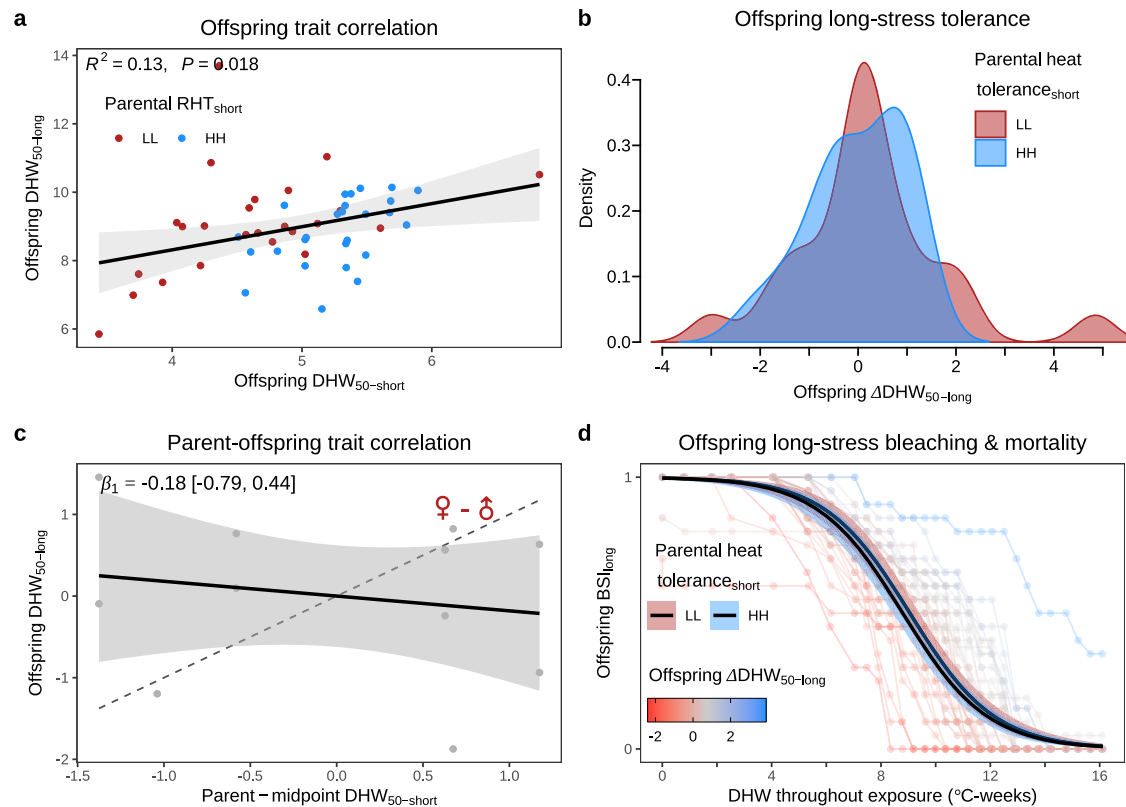 a
Offspring trait correlation
R² = 0.13, P = 0.018
Parental RHTshort
LL
HH
14
12
10
8
6
4
5
6
Offspring DHW50−long
Offspring DHW50−short
b
Offspring long-stress tolerance
Parental heat
toleranceshort
LL
HH
0.4
0.3
0.2
0.1
0.0
-4
-2
0
2
4
Density
Offspring ΔDHW50−long
c
Parent-offspring trait correlation
β1 = -0.18 [-0.79, 0.44]
♀ - ♂
1
0
-1
-2
-1.5
-1.0
-0.5
0.0
0.5
1.0
Offspring DHW50−long
Parent−midpoint DHW50−short
d
Offspring long-stress bleaching & mortality
1
0
Parental heat
toleranceshort
LL
HH
Offspring ΔDHW50−long
-2
0
2
0
4
8
12
16
Offspring BSIlong
DHW throughout exposure (°C-weeks)